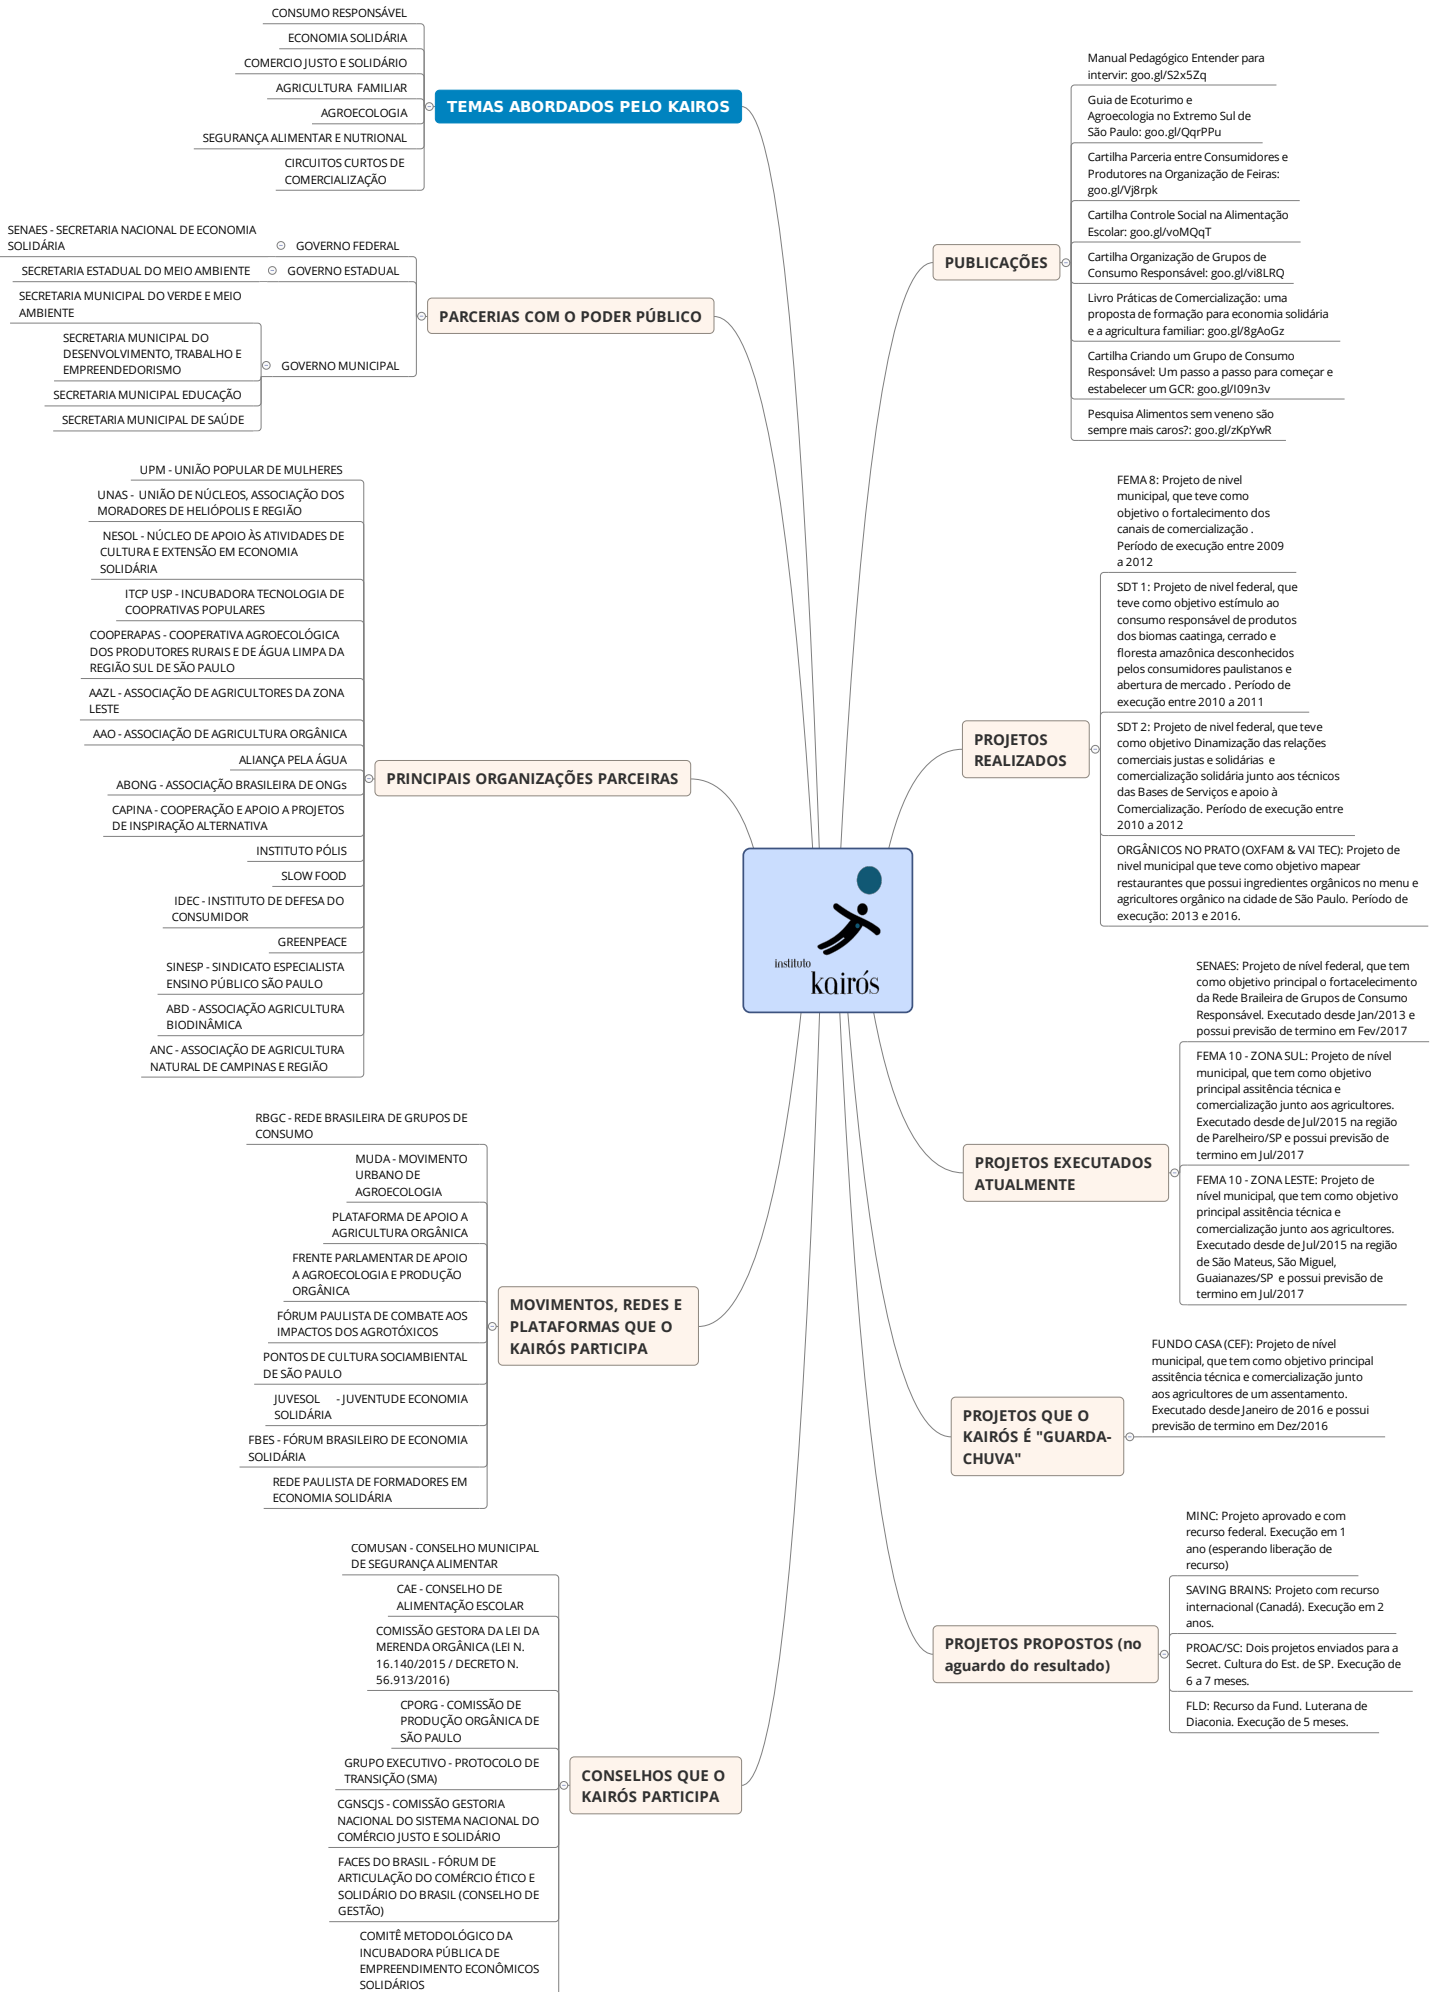 CONSUMO RESPONSÁVEL
ECONOMIA SOLIDÁRIA
COMERCIO JUSTO E SOLIDÁRIO
AGRICULTURA  FAMILIAR
AGROECOLOGIA
SEGURANÇA ALIMENTAR E NUTRIONAL
CIRCUITOS CURTOS DE
COMERCIALIZAÇÃO
TEMAS ABORDADOS PELO KAIROS
SENAES - SECRETARIA NACIONAL DE ECONOMIA
SOLIDÁRIA
GOVERNO FEDERAL
SECRETARIA ESTADUAL DO MEIO AMBIENTE
GOVERNO ESTADUAL
SECRETARIA MUNICIPAL DO VERDE E MEIO
AMBIENTE
SECRETARIA MUNICIPAL DO
DESENVOLVIMENTO, TRABALHO E
EMPREENDEDORISMO
SECRETARIA MUNICIPAL EDUCAÇÃO
SECRETARIA MUNICIPAL DE SAÚDE
GOVERNO MUNICIPAL
PARCERIAS COM O PODER PÚBLICO
UPM - UNIÃO POPULAR DE MULHERES
UNAS -  UNIÃO DE NÚCLEOS, ASSOCIAÇÃO DOS
MORADORES DE HELIÓPOLIS E REGIÃO
NESOL - NÚCLEO DE APOIO ÀS ATIVIDADES DE
CULTURA E EXTENSÃO EM ECONOMIA
SOLIDÁRIA
ITCP USP - INCUBADORA TECNOLOGIA DE
COOPRATIVAS POPULARES
COOPERAPAS - COOPERATIVA AGROECOLÓGICA
DOS PRODUTORES RURAIS E DE ÁGUA LIMPA DA
REGIÃO SUL DE SÃO PAULO
AAZL - ASSOCIAÇÃO DE AGRICULTORES DA ZONA
LESTE
AAO - ASSOCIAÇÃO DE AGRICULTURA ORGÂNICA
ALIANÇA PELA ÁGUA
ABONG - ASSOCIAÇÃO BRASILEIRA DE ONGs
CAPINA - COOPERAÇÃO E APOIO A PROJETOS
DE INSPIRAÇÃO ALTERNATIVA
INSTITUTO PÓLIS
SLOW FOOD
IDEC - INSTITUTO DE DEFESA DO
CONSUMIDOR
GREENPEACE
SINESP - SINDICATO ESPECIALISTA
ENSINO PÚBLICO SÃO PAULO
ABD - ASSOCIAÇÃO AGRICULTURA
BIODINÂMICA
ANC - ASSOCIAÇÃO DE AGRICULTURA
NATURAL DE CAMPINAS E REGIÃO
PRINCIPAIS ORGANIZAÇÕES PARCEIRAS
RBGC - REDE BRASILEIRA DE GRUPOS DE
CONSUMO
MUDA - MOVIMENTO
URBANO DE
AGROECOLOGIA
PLATAFORMA DE APOIO A
AGRICULTURA ORGÂNICA
FRENTE PARLAMENTAR DE APOIO
A AGROECOLOGIA E PRODUÇÃO
ORGÂNICA
FÓRUM PAULISTA DE COMBATE AOS
IMPACTOS DOS AGROTÓXICOS
PONTOS DE CULTURA SOCIAMBIENTAL
DE SÃO PAULO
JUVESOL     - JUVENTUDE ECONOMIA
SOLIDÁRIA
FBES - FÓRUM BRASILEIRO DE ECONOMIA
SOLIDÁRIA
REDE PAULISTA DE FORMADORES EM
ECONOMIA SOLIDÁRIA
MOVIMENTOS, REDES E
PLATAFORMAS QUE O
KAIRÓS PARTICIPA
COMUSAN - CONSELHO MUNICIPAL
DE SEGURANÇA ALIMENTAR
CAE - CONSELHO DE
ALIMENTAÇÃO ESCOLAR
COMISSÃO GESTORA DA LEI DA
MERENDA ORGÂNICA (LEI N.
16.140/2015 / DECRETO N.
56.913/2016)
CPORG - COMISSÃO DE
PRODUÇÃO ORGÂNICA DE
SÃO PAULO
GRUPO EXECUTIVO - PROTOCOLO DE
TRANSIÇÃO (SMA)
CGNSCJS - COMISSÃO GESTORIA
NACIONAL DO SISTEMA NACIONAL DO
COMÉRCIO JUSTO E SOLIDÁRIO
FACES DO BRASIL - FÓRUM DE
ARTICULAÇÃO DO COMÉRCIO ÉTICO E
SOLIDÁRIO DO BRASIL (CONSELHO DE
GESTÃO)
COMITÊ METODOLÓGICO DA
INCUBADORA PÚBLICA DE
EMPREENDIMENTO ECONÔMICOS
SOLIDÁRIOS
CONSELHOS QUE O
KAIRÓS PARTICIPA
instituto
kairós
PUBLICAÇÕES
Manual Pedagógico Entender para
intervir: goo.gl/S2x5Zq
Guia de Ecoturimo e
Agroecologia no Extremo Sul de
São Paulo: goo.gl/QqrPPu
Cartilha Parceria entre Consumidores e
Produtores na Organização de Feiras:
goo.gl/Vj8rpk
Cartilha Controle Social na Alimentação
Escolar: goo.gl/voMQqT
Cartilha Organização de Grupos de
Consumo Responsável: goo.gl/vi8LRQ
Livro Práticas de Comercialização: uma
proposta de formação para economia solidária
e a agricultura familiar: goo.gl/8gAoGz
Cartilha Criando um Grupo de Consumo
Responsável: Um passo a passo para começar e
estabelecer um GCR: goo.gl/I09n3v
Pesquisa Alimentos sem veneno são
sempre mais caros?: goo.gl/zKpYwR
PROJETOS
REALIZADOS
FEMA 8: Projeto de nivel
municipal, que teve como
objetivo o fortalecimento dos
canais de comercialização .
Período de execução entre 2009
a 2012
SDT 1: Projeto de nivel federal, que
teve como objetivo estímulo ao
consumo responsável de produtos
dos biomas caatinga, cerrado e
floresta amazônica desconhecidos
pelos consumidores paulistanos e
abertura de mercado . Período de
execução entre 2010 a 2011
SDT 2: Projeto de nivel federal, que teve
como objetivo Dinamização das relações
comerciais justas e solidárias  e
comercialização solidária junto aos técnicos
das Bases de Serviços e apoio à
Comercialização. Período de execução entre
2010 a 2012
ORGÂNICOS NO PRATO (OXFAM & VAI TEC): Projeto de
nivel municipal que teve como objetivo mapear
restaurantes que possui ingredientes orgânicos no menu e
agricultores orgânico na cidade de São Paulo. Período de
execução: 2013 e 2016.
PROJETOS EXECUTADOS
ATUALMENTE
SENAES: Projeto de nível federal, que tem
como objetivo principal o fortacelecimento
da Rede Braileira de Grupos de Consumo
Responsável. Executado desde Jan/2013 e
possui previsão de termino em Fev/2017
FEMA 10 - ZONA SUL: Projeto de nível
municipal, que tem como objetivo
principal assitência técnica e
comercialização junto aos agricultores.
Executado desde de Jul/2015 na região
de Parelheiro/SP e possui previsão de
termino em Jul/2017
FEMA 10 - ZONA LESTE: Projeto de
nível municipal, que tem como objetivo
principal assitência técnica e
comercialização junto aos agricultores.
Executado desde de Jul/2015 na região
de São Mateus, São Miguel,
Guaianazes/SP  e possui previsão de
termino em Jul/2017
PROJETOS QUE O
KAIRÓS É "GUARDA-
CHUVA"
FUNDO CASA (CEF): Projeto de nível
municipal, que tem como objetivo principal
assitência técnica e comercialização junto
aos agricultores de um assentamento.
Executado desde Janeiro de 2016 e possui
previsão de termino em Dez/2016
PROJETOS PROPOSTOS (no
aguardo do resultado)
MINC: Projeto aprovado e com
recurso federal. Execução em 1
ano (esperando liberação de
recurso)
SAVING BRAINS: Projeto com recurso
internacional (Canadá). Execução em 2
anos.
PROAC/SC: Dois projetos enviados para a
Secret. Cultura do Est. de SP. Execução de
6 a 7 meses.
FLD: Recurso da Fund. Luterana de
Diaconia. Execução de 5 meses.